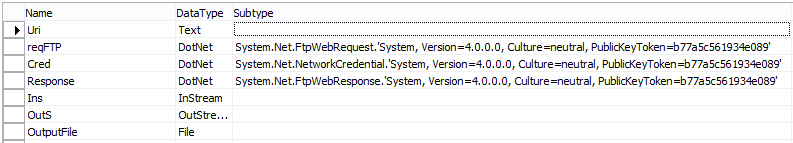 Name DataType Subtype
Uri Text
reqFTP DotNet System.Net.FtpWebRequest.'System, Version=4.0.0.0, Culture=neutral, PublicKeyToken=b77a5c561934e089'
Cred DotNet System.Net.NetworkCredential.'System, Version=4.0.0.0, Culture=neutral, PublicKeyToken=b77a5c561934e089'
Response DotNet System.Net.FtpWebResponse.'System, Version=4.0.0.0, Culture=neutral, PublicKeyToken=b77a5c561934e089'
Ins InStream
OutS OutStre...
OutputFile File